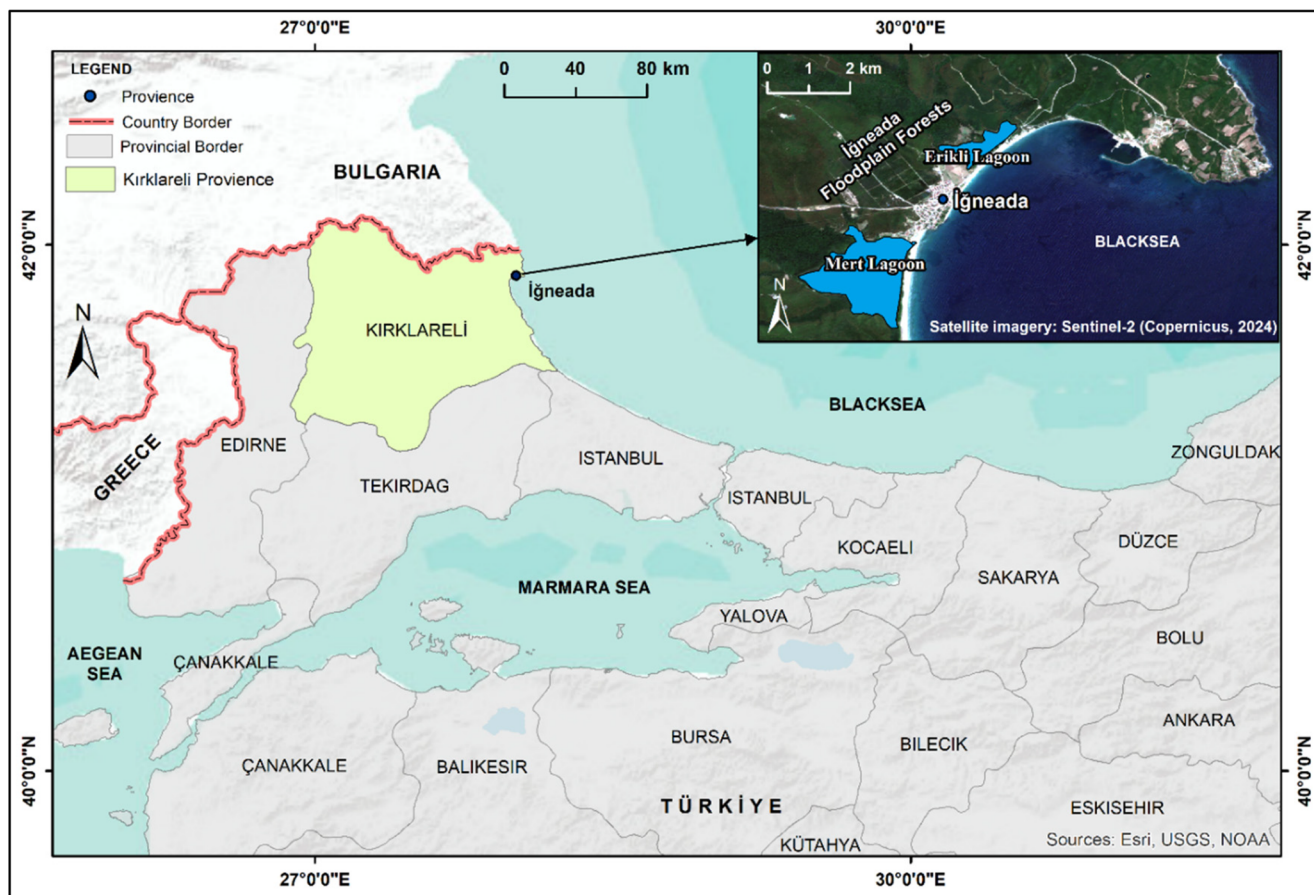 27°0'0"E
30°0'0"E
LEGEND
Provience
Country Border
Provincial Border
Kırklareli Provience
0 40 80 km
0 1 2 km
İğneada
Floodplain Forests
Erikli Lagoon
İğneada
BLACKSEA
Mert Lagoon
N
Satellite imagery: Sentinel-2 (Copernicus, 2024)
BULGARIA
42°0'0"N
42°0'0"N
İğneada
N
KIRKLARELİ
BLACKSEA
GREECE
EDIRNE
ISTANBUL
ZONGULDAK
TEKIRDAG
ISTANBUL
KOCAELI
DÜZCE
SAKARYA
MARMARA SEA
YALOVA
BOLU
AEGEAN
SEA
ÇANAKKALE
ANKARA
BURSA
BILECIK
ÇANAKKALE
BALIKESIR
40°0'0"N
40°0'0"N
TÜRKİYE
ESKISEHIR
KÜTAHYA
Sources: Esri, USGS, NOAA
27°0'0"E
30°0'0"E